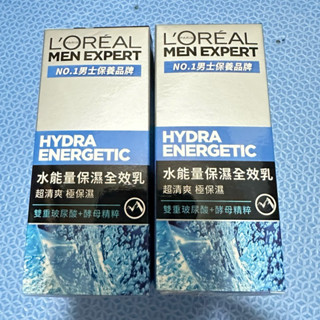 L'ORÉAL
MEN EXPERT
NO.1男士保養品牌
HYDRA
ENERGETIC
水能量保濕全效乳
超清爽 極保濕
雙重玻尿酸+酵母精粹
L'ORÉAL
MEN EXPERT
NO.1男士保養品牌
HYDRA
ENERGETIC
水能量保濕全效乳
超清爽 極保濕
雙重玻尿酸+酵母精粹